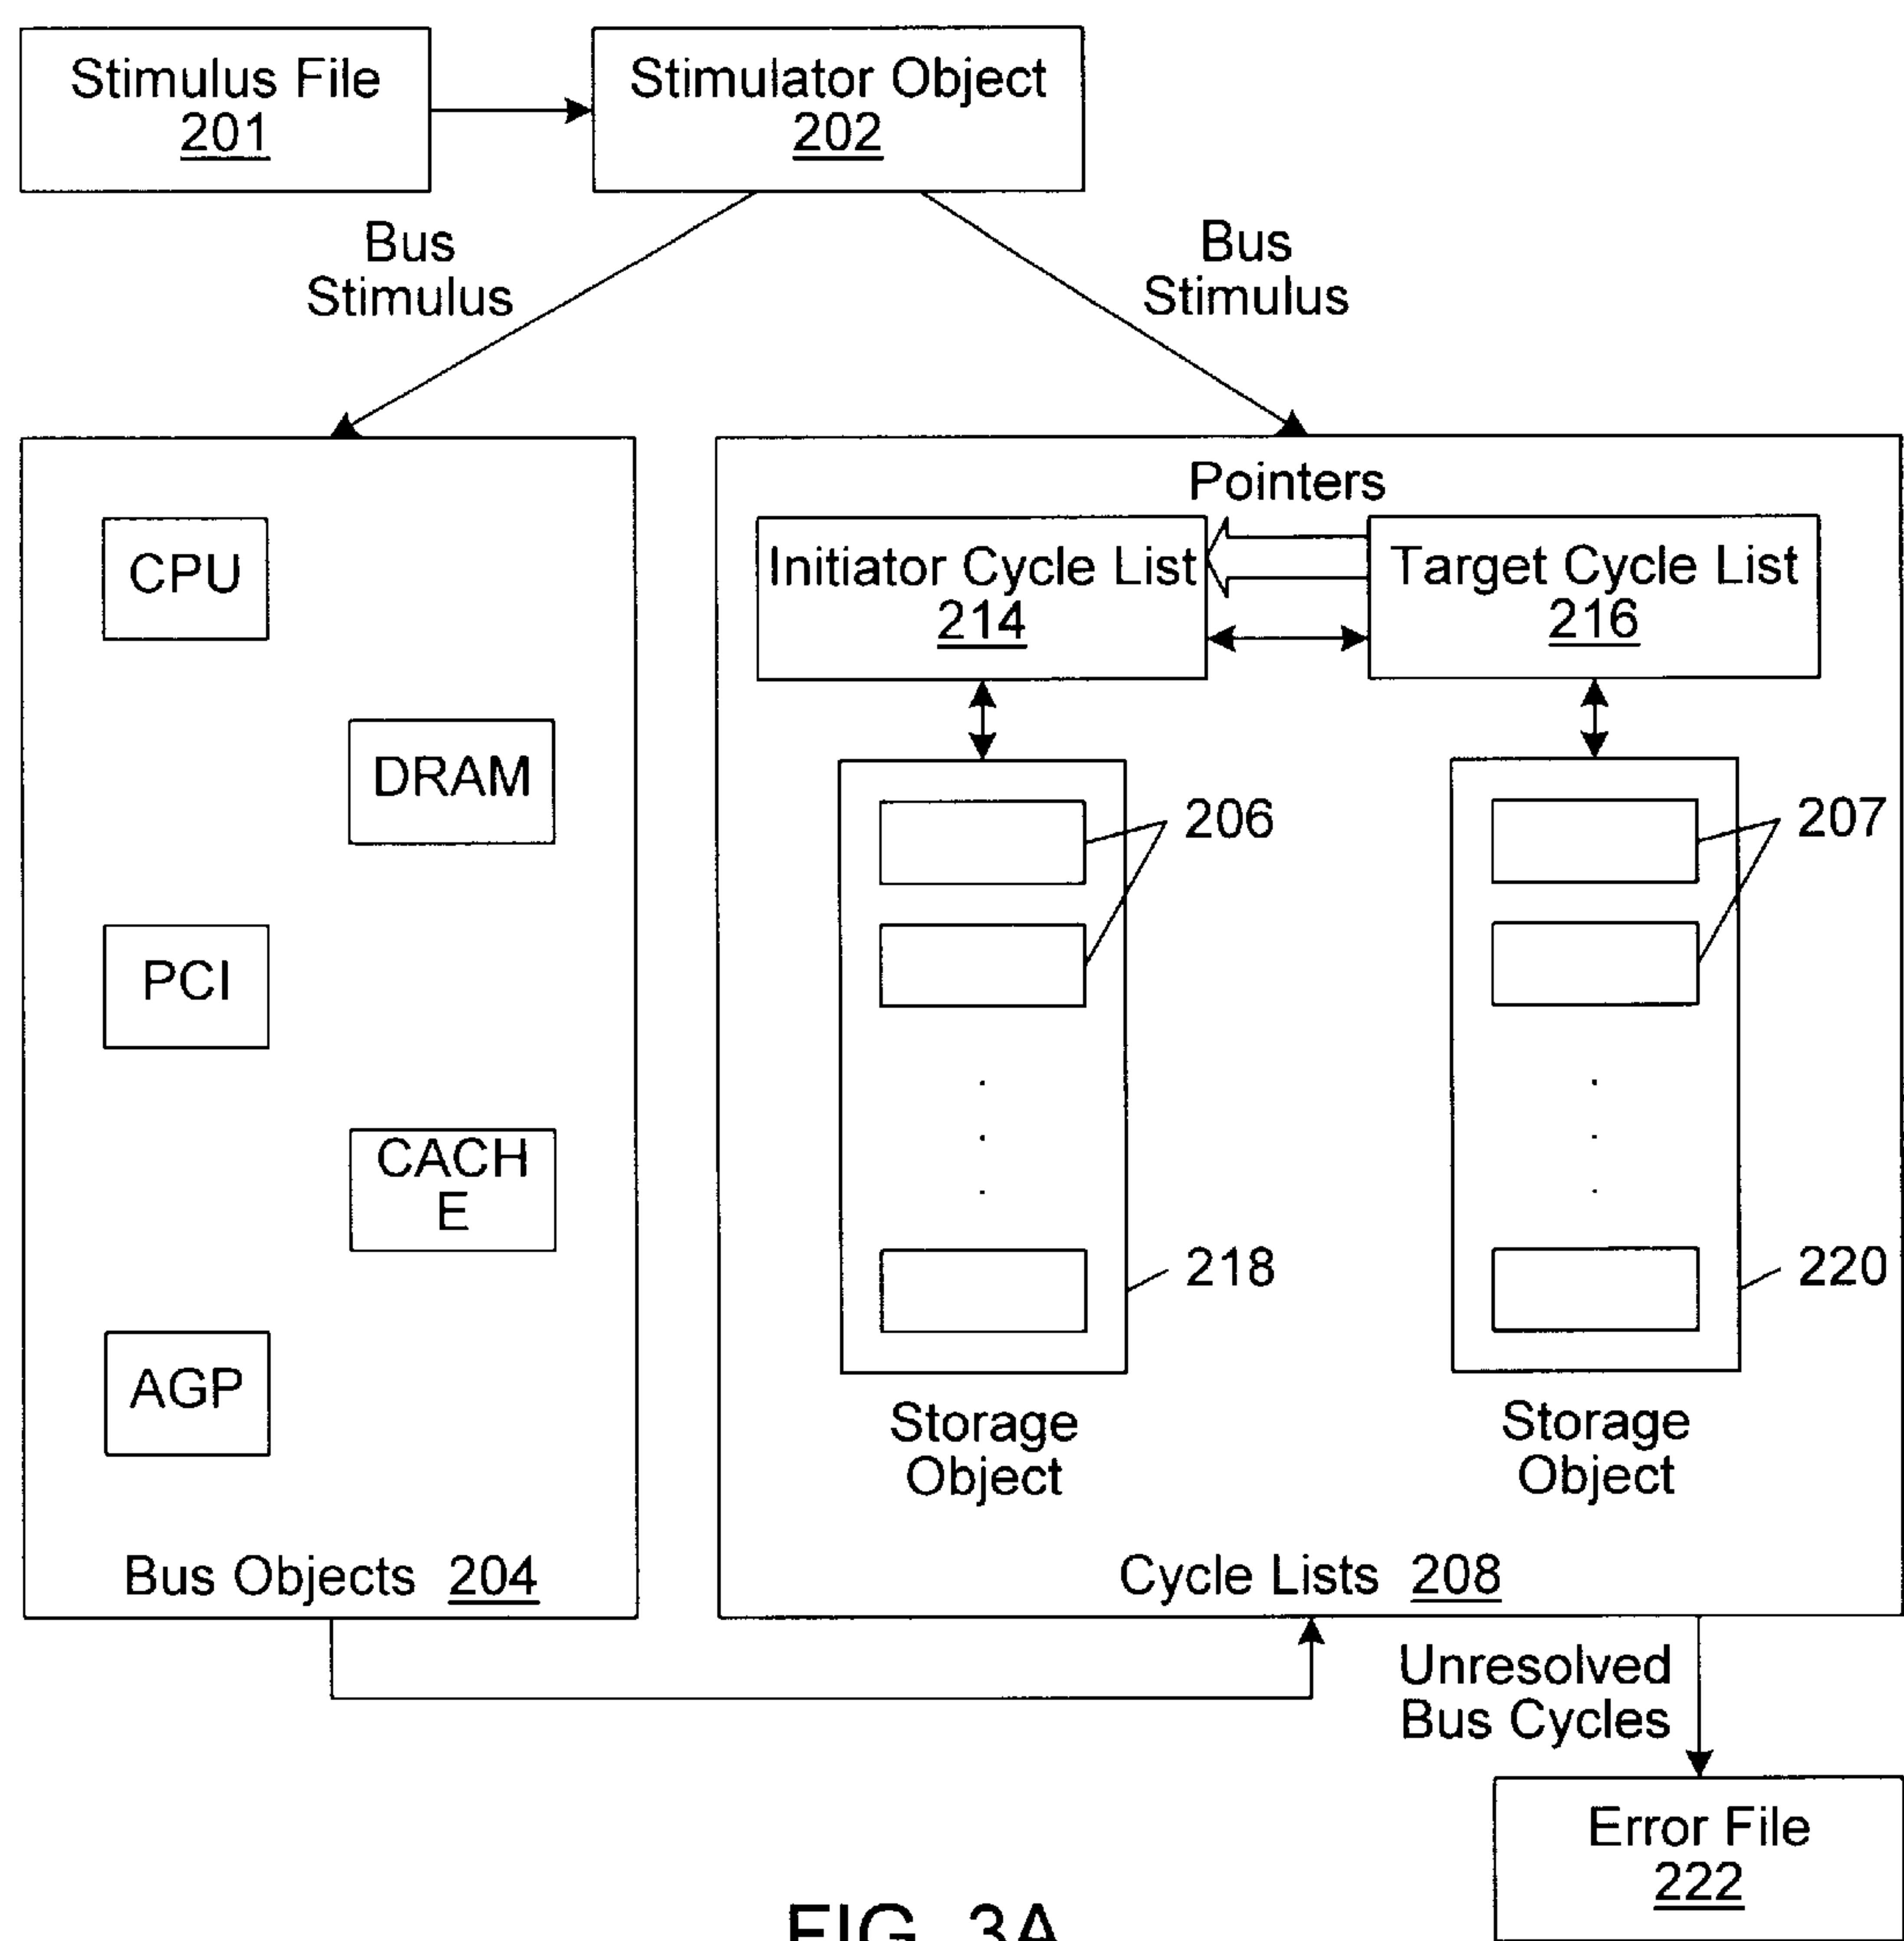 Stimulus File
201
Stimulator Object
202
Bus
Stimulus
Bus
Stimulus
CPU
DRAM
PCI
CACH
E
AGP
Bus Objects 204
Pointers
Initiator Cycle List
214
Target Cycle List
216
206
207
218
220
Storage
Object
Storage
Object
Cycle Lists 208
Unresolved
Bus Cycles
Error File
222
FIG. 3A